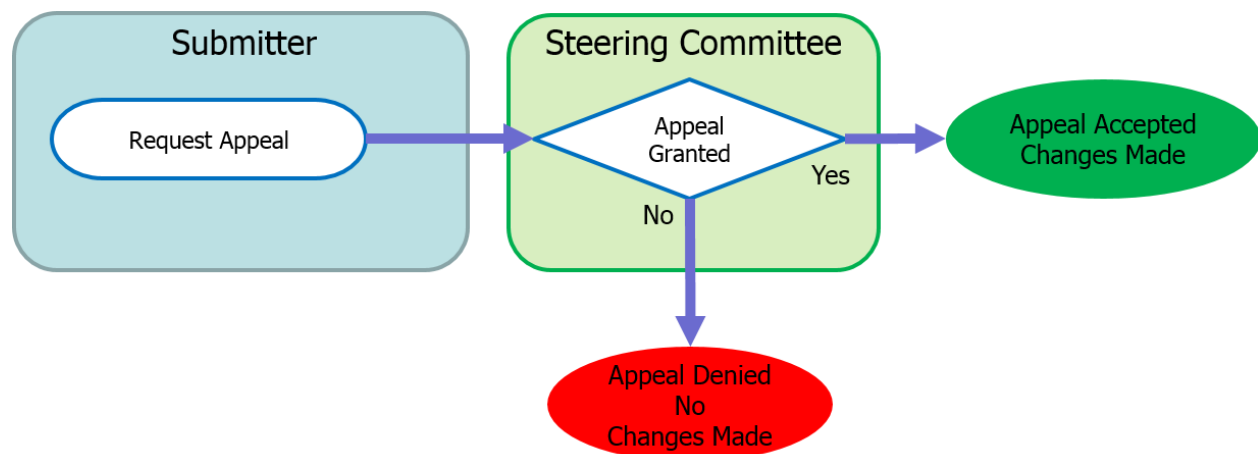 Submitter
Steering Committee
Request Appeal
Appeal
Granted
Yes
No
Appeal Accepted
Changes Made
Appeal Denied
No
Changes Made